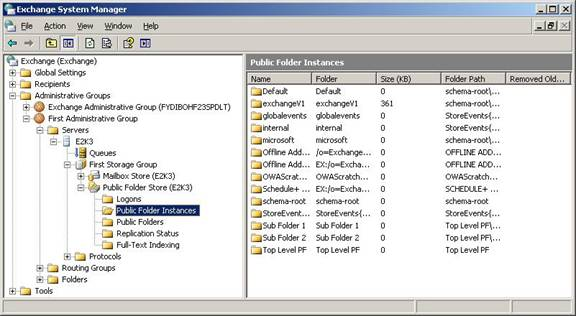 Exchange System Manager
File Action View Window Help
Exchange (Exchange)
Global Settings
Recipients
Administrative Groups
Exchange Administrative Group (FYDIBOHF23SPDLT)
First Administrative Group
Servers
E2K3
Queues
First Storage Group
Mailbox Store (E2K3)
Public Folder Store (E2K3)
Logons
Public Folder Instances
Public Folders
Replication Status
Full-Text Indexing
Protocols
Routing Groups
Folders
Tools
Public Folder Instances
Name Folder Size (KB) Folder Path Removed Old...
Default Default 0 schema-root\...
exchangeV1 exchangeV1 361 schema-root\...
globalevents globalevents 0 StoreEvents{...
internal internal 0 StoreEvents{...
microsoft microsoft 0 schema-root\...
Offline Add... /o=Exchan... 0 OFFLINE ADD...
Offline Add... EX:/o=Excha... 0 OFFLINE ADD...
OWAScratch... OWAScratch... 0 OWAScratchP...
Schedule+ ... EX:/o=Excha... 0 SCHEDULE+ ...
schema-root schema-root 0 schema-root
StoreEvents... StoreEvents{... 0 StoreEvents{...
Sub Folder 1 Sub Folder 1 0 Top Level PF\...
Sub Folder 2 Sub Folder 2 0 Top Level PF\...
Top Level PF Top Level PF 0 Top Level PF